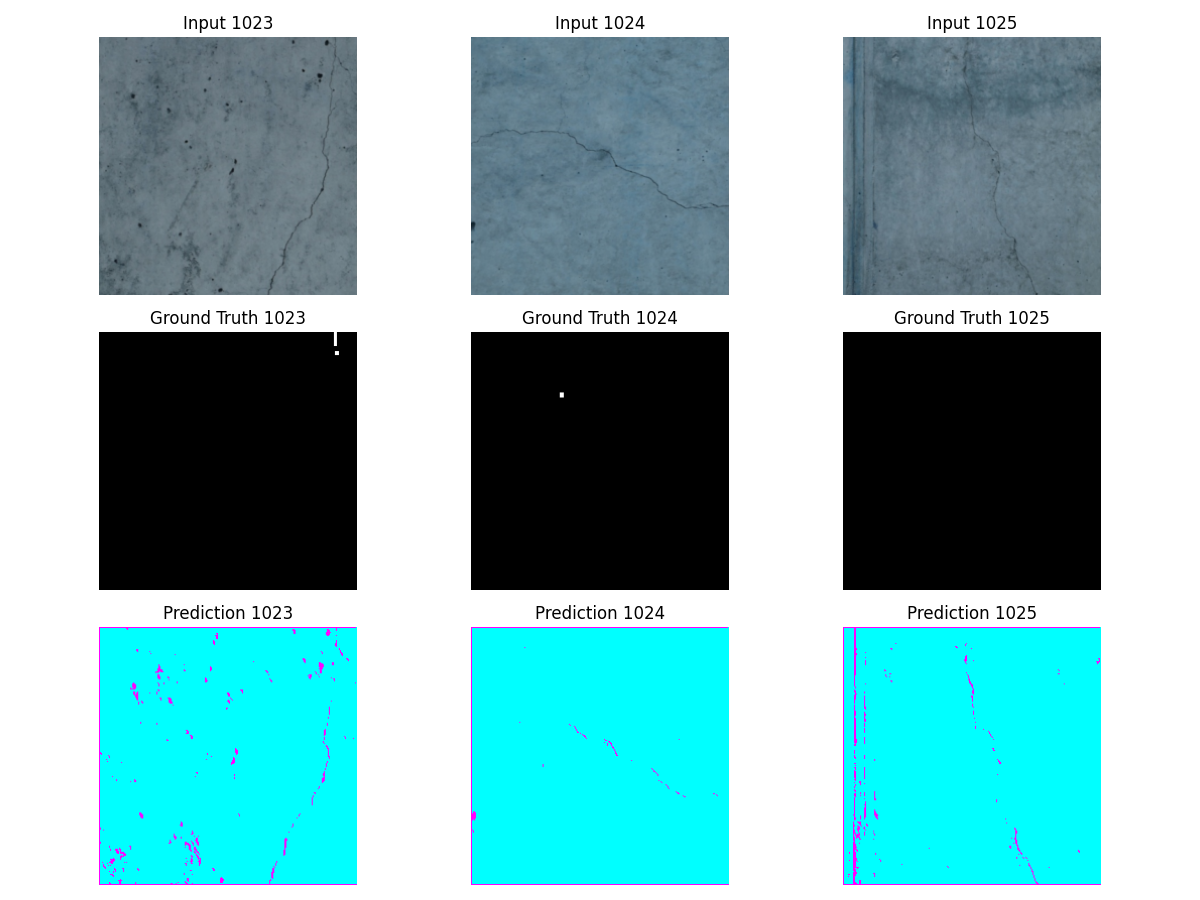 Input 1023
Input 1024
Input 1025
Ground Truth 1023
Ground Truth 1024
Ground Truth 1025
Prediction 1023
Prediction 1024
Prediction 1025